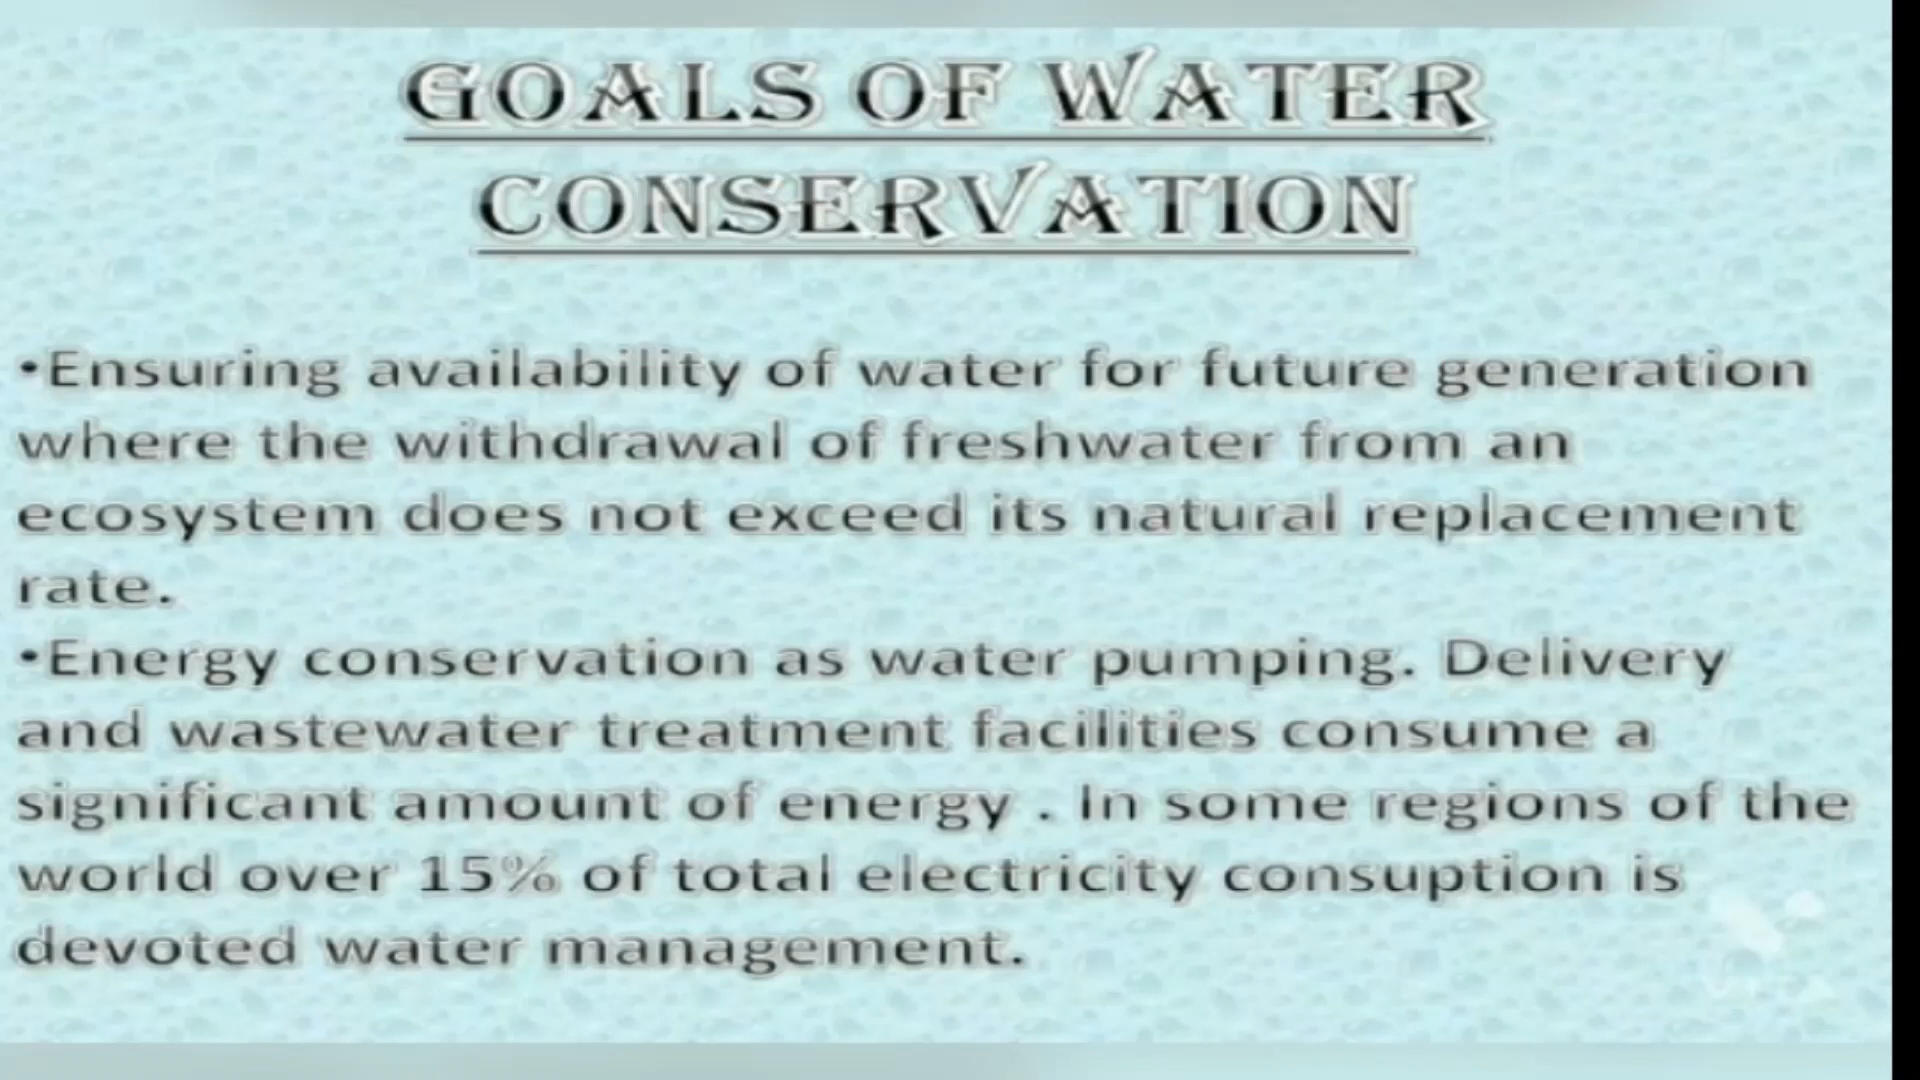 GOALS OF WATER
CONSERVATION
•Ensuring availability of water for future generation
where the withdrawal of freshwater from an
ecosystem does not exceed its natural replacement
rate.
•Energy conservation as water pumping. Delivery
and wastewater treatment facilities consume a
significant amount of energy . In some regions of the
world over 15% of total electricity consuption is
devoted water management.